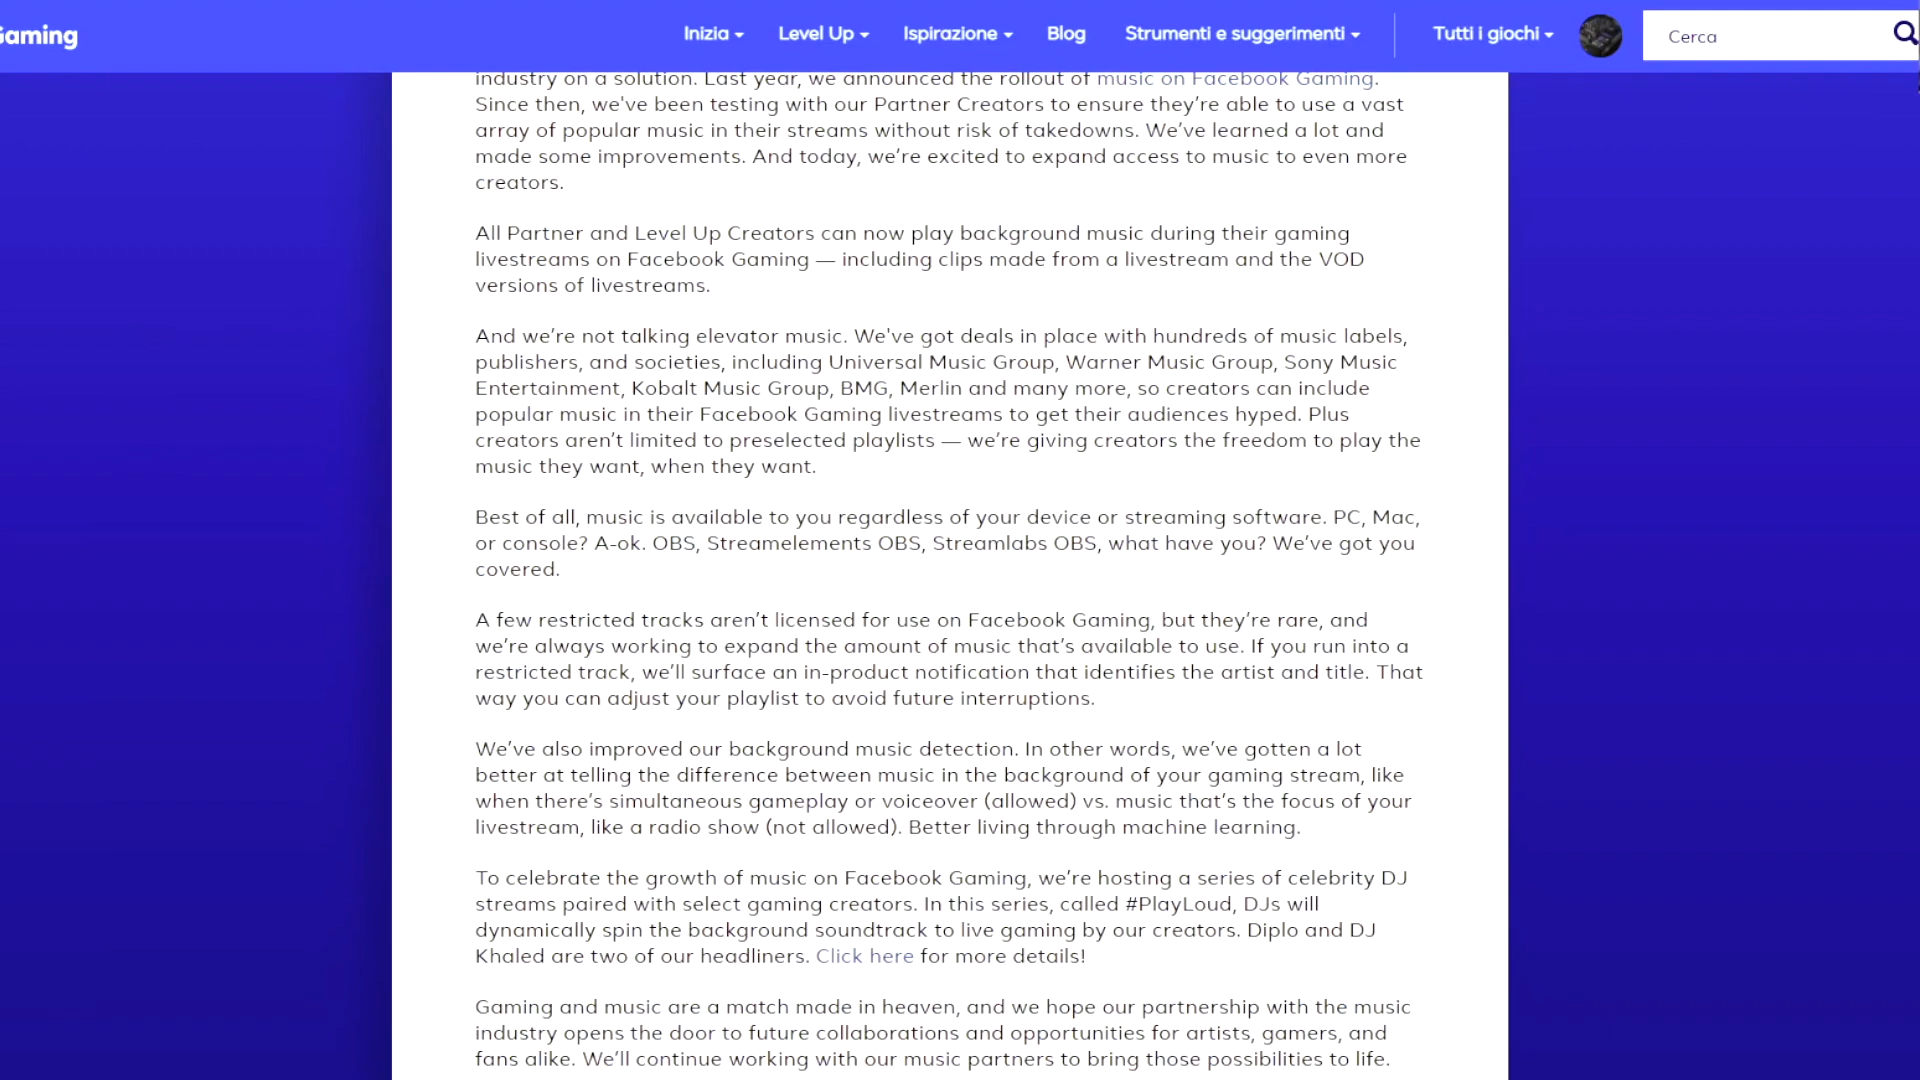 Gaming
Inizia
Level Up
Ispirazione
Blog
Strumenti e suggerimenti
Tutti i giochi
Cerca
industry on a solution. Last year, we announced the rollout of music on Facebook Gaming.
Since then, we've been testing with our Partner Creators to ensure they’re able to use a vast
array of popular music in their streams without risk of takedowns. We’ve learned a lot and
made some improvements. And today, we’re excited to expand access to music to even more
creators.
All Partner and Level Up Creators can now play background music during their gaming
livestreams on Facebook Gaming — including clips made from a livestream and the VOD
versions of livestreams.
And we’re not talking elevator music. We've got deals in place with hundreds of music labels,
publishers, and societies, including Universal Music Group, Warner Music Group, Sony Music
Entertainment, Kobalt Music Group, BMG, Merlin and many more, so creators can include
popular music in their Facebook Gaming livestreams to get their audiences hyped. Plus
creators aren’t limited to preselected playlists — we’re giving creators the freedom to play the
music they want, when they want.
Best of all, music is available to you regardless of your device or streaming software. PC, Mac,
or console? A-ok. OBS, Streamelements OBS, Streamlabs OBS, what have you? We’ve got you
covered.
A few restricted tracks aren’t licensed for use on Facebook Gaming, but they’re rare, and
we’re always working to expand the amount of music that’s available to use. If you run into a
restricted track, we’ll surface an in-product notification that identifies the artist and title. That
way you can adjust your playlist to avoid future interruptions.
We’ve also improved our background music detection. In other words, we’ve gotten a lot
better at telling the difference between music in the background of your gaming stream, like
when there’s simultaneous gameplay or voiceover (allowed) vs. music that’s the focus of your
livestream, like a radio show (not allowed). Better living through machine learning.
To celebrate the growth of music on Facebook Gaming, we’re hosting a series of celebrity DJ
streams paired with select gaming creators. In this series, called #PlayLoud, DJs will
dynamically spin the background soundtrack to live gaming by our creators. Diplo and DJ
Khaled are two of our headliners. Click here for more details!
Gaming and music are a match made in heaven, and we hope our partnership with the music
industry opens the door to future collaborations and opportunities for artists, gamers, and
fans alike. We’ll continue working with our music partners to bring those possibilities to life.